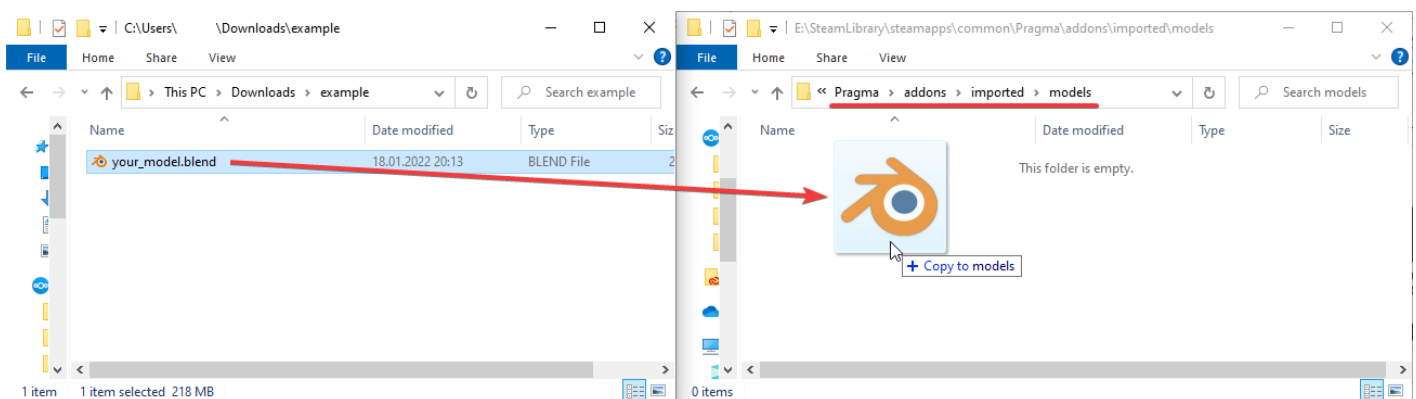 C:\Users\ \Downloads\example
File Home Share View
This PC > Downloads > example
Search example
Name Date modified Type Siz
your_model.blend 18.01.2022 20:13 BLEND File 2
1 item 1 item selected 218 MB
E:\SteamLibrary\steamapps\common\Pragma\addons\imported\models
File Home Share View
« Pragma > addons > imported > models
Search models
Name Date modified Type Size
This folder is empty.
+ Copy to models
0 items